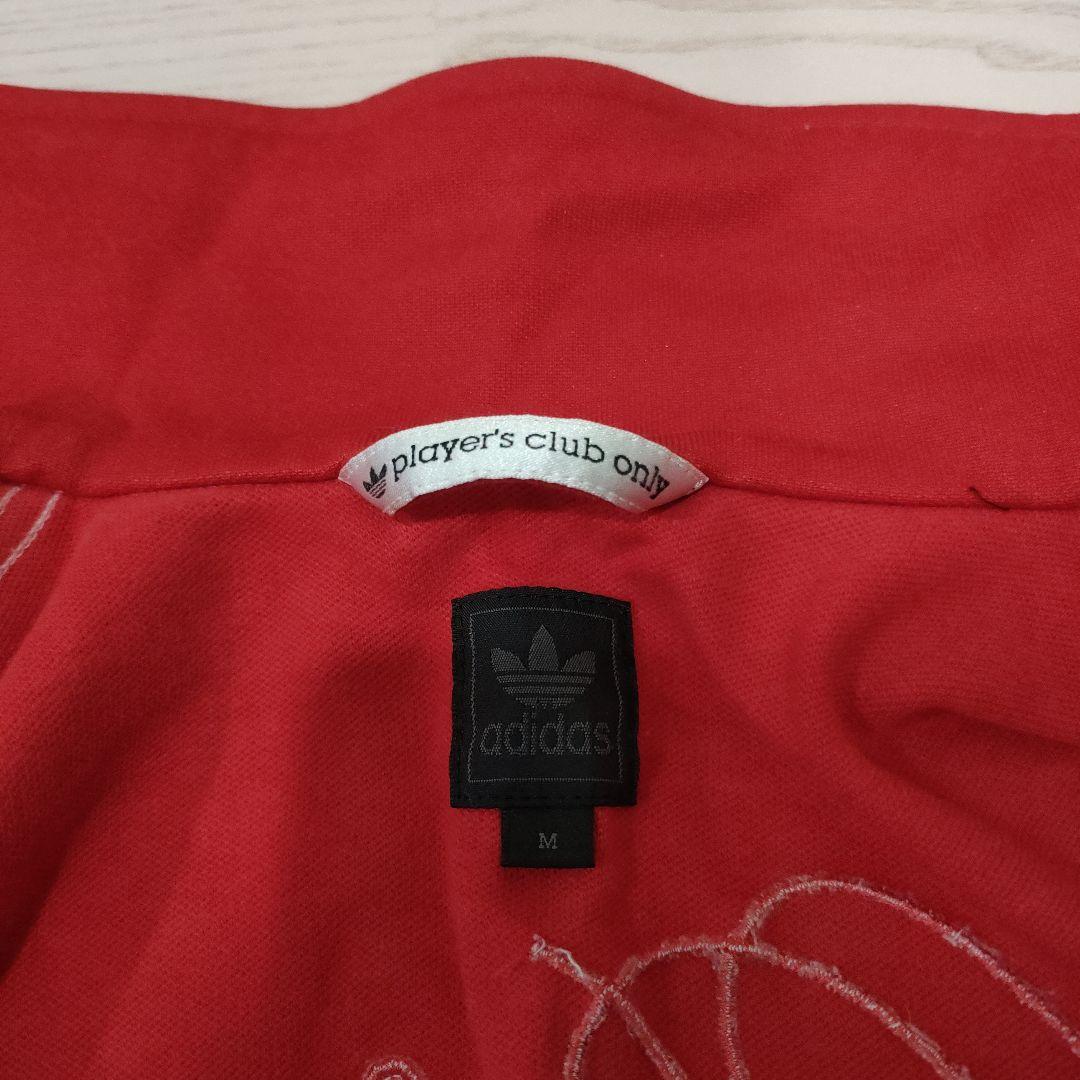 player's club only
adidas
M